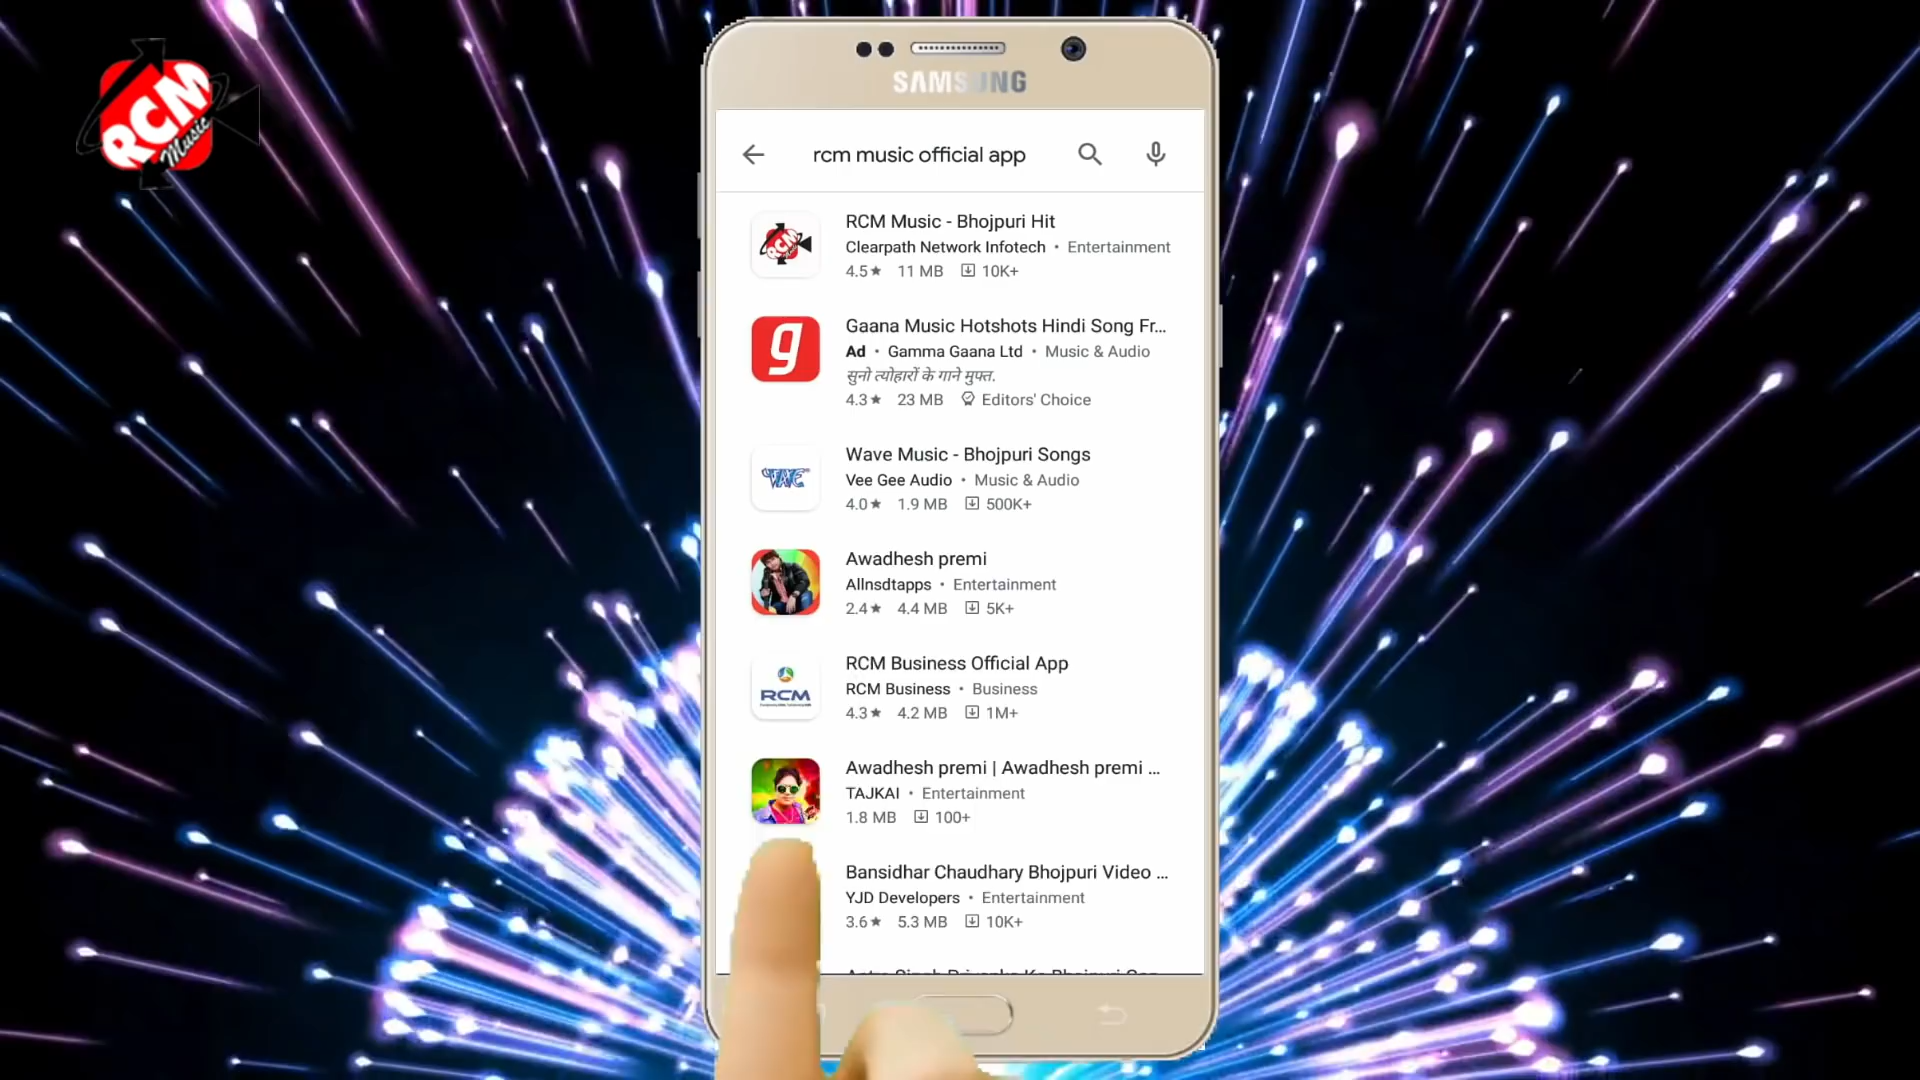 RCM
Music
SAMSUNG
rcm music official app
RCM
RCM Music - Bhojpuri Hit
Clearpath Network Infotech • Entertainment
4.5★ 11 MB 10K+
g
Gaana Music Hotshots Hindi Song Fr...
Ad • Gamma Gaana Ltd • Music & Audio
सुनो त्योहारों के गाने मुफ्त.
4.3★ 23 MB Editors' Choice
Wave Music - Bhojpuri Songs
Vee Gee Audio • Music & Audio
4.0★ 1.9 MB 500K+
Awadhesh premi
Allnsdtapps • Entertainment
2.4★ 4.4 MB 5K+
RCM
RCM Business Official App
RCM Business • Business
4.3★ 4.2 MB 1M+
Awadhesh premi | Awadhesh premi ...
TAJKAI • Entertainment
1.8 MB 100+
Bansidhar Chaudhary Bhojpuri Video ...
YJD Developers • Entertainment
3.6★ 5.3 MB 10K+